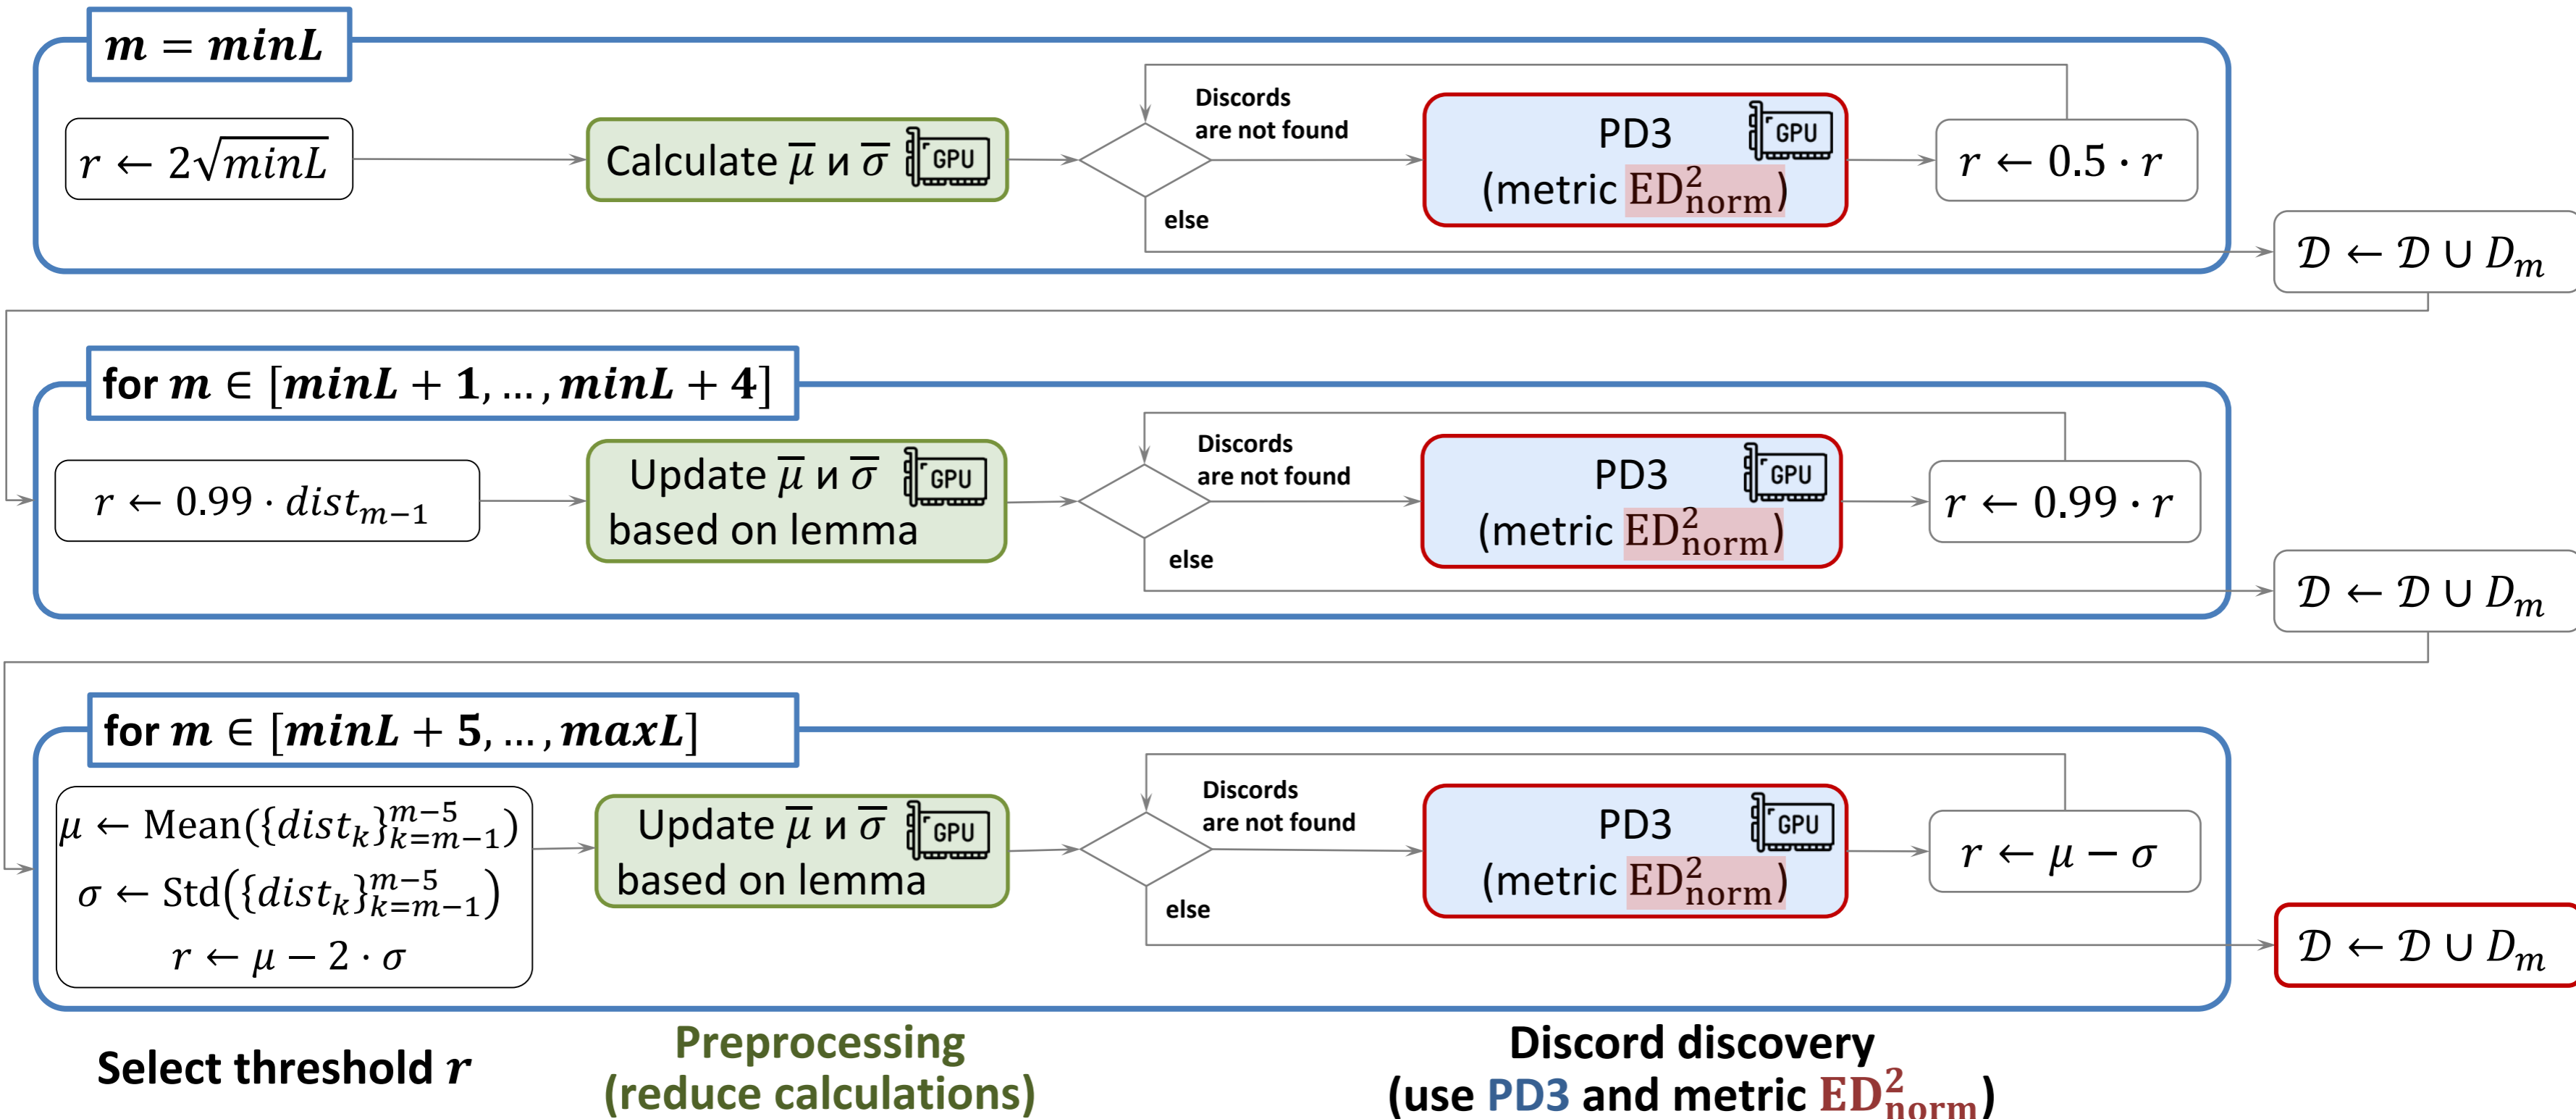 m = minL
r ← 2√minL
Calculate μ̅ и σ̅
GPU
Discords
are not found
else
PD3
GPU
(metric ED²norm)
r ← 0.5 · r
𝒟 ← 𝒟 ∪ Dₘ
for m ∈ [minL + 1, … , minL + 4]
r ← 0.99 · distₘ₋₁
Update μ̅ и σ̅
based on lemma
GPU
Discords
are not found
else
PD3
GPU
(metric ED²norm)
r ← 0.99 · r
𝒟 ← 𝒟 ∪ Dₘ
for m ∈ [minL + 5, … , maxL]
μ ← Mean({distₖ}ₖ₌ₘ₋₁ᵐ⁻⁵)
σ ← Std({distₖ}ₖ₌ₘ₋₁ᵐ⁻⁵)
r ← μ − 2 · σ
Update μ̅ и σ̅
based on lemma
GPU
Discords
are not found
else
PD3
GPU
(metric ED²norm)
r ← μ − σ
𝒟 ← 𝒟 ∪ Dₘ
Select threshold r
Preprocessing
(reduce calculations)
Discord discovery
(use PD3 and metric ED²norm)